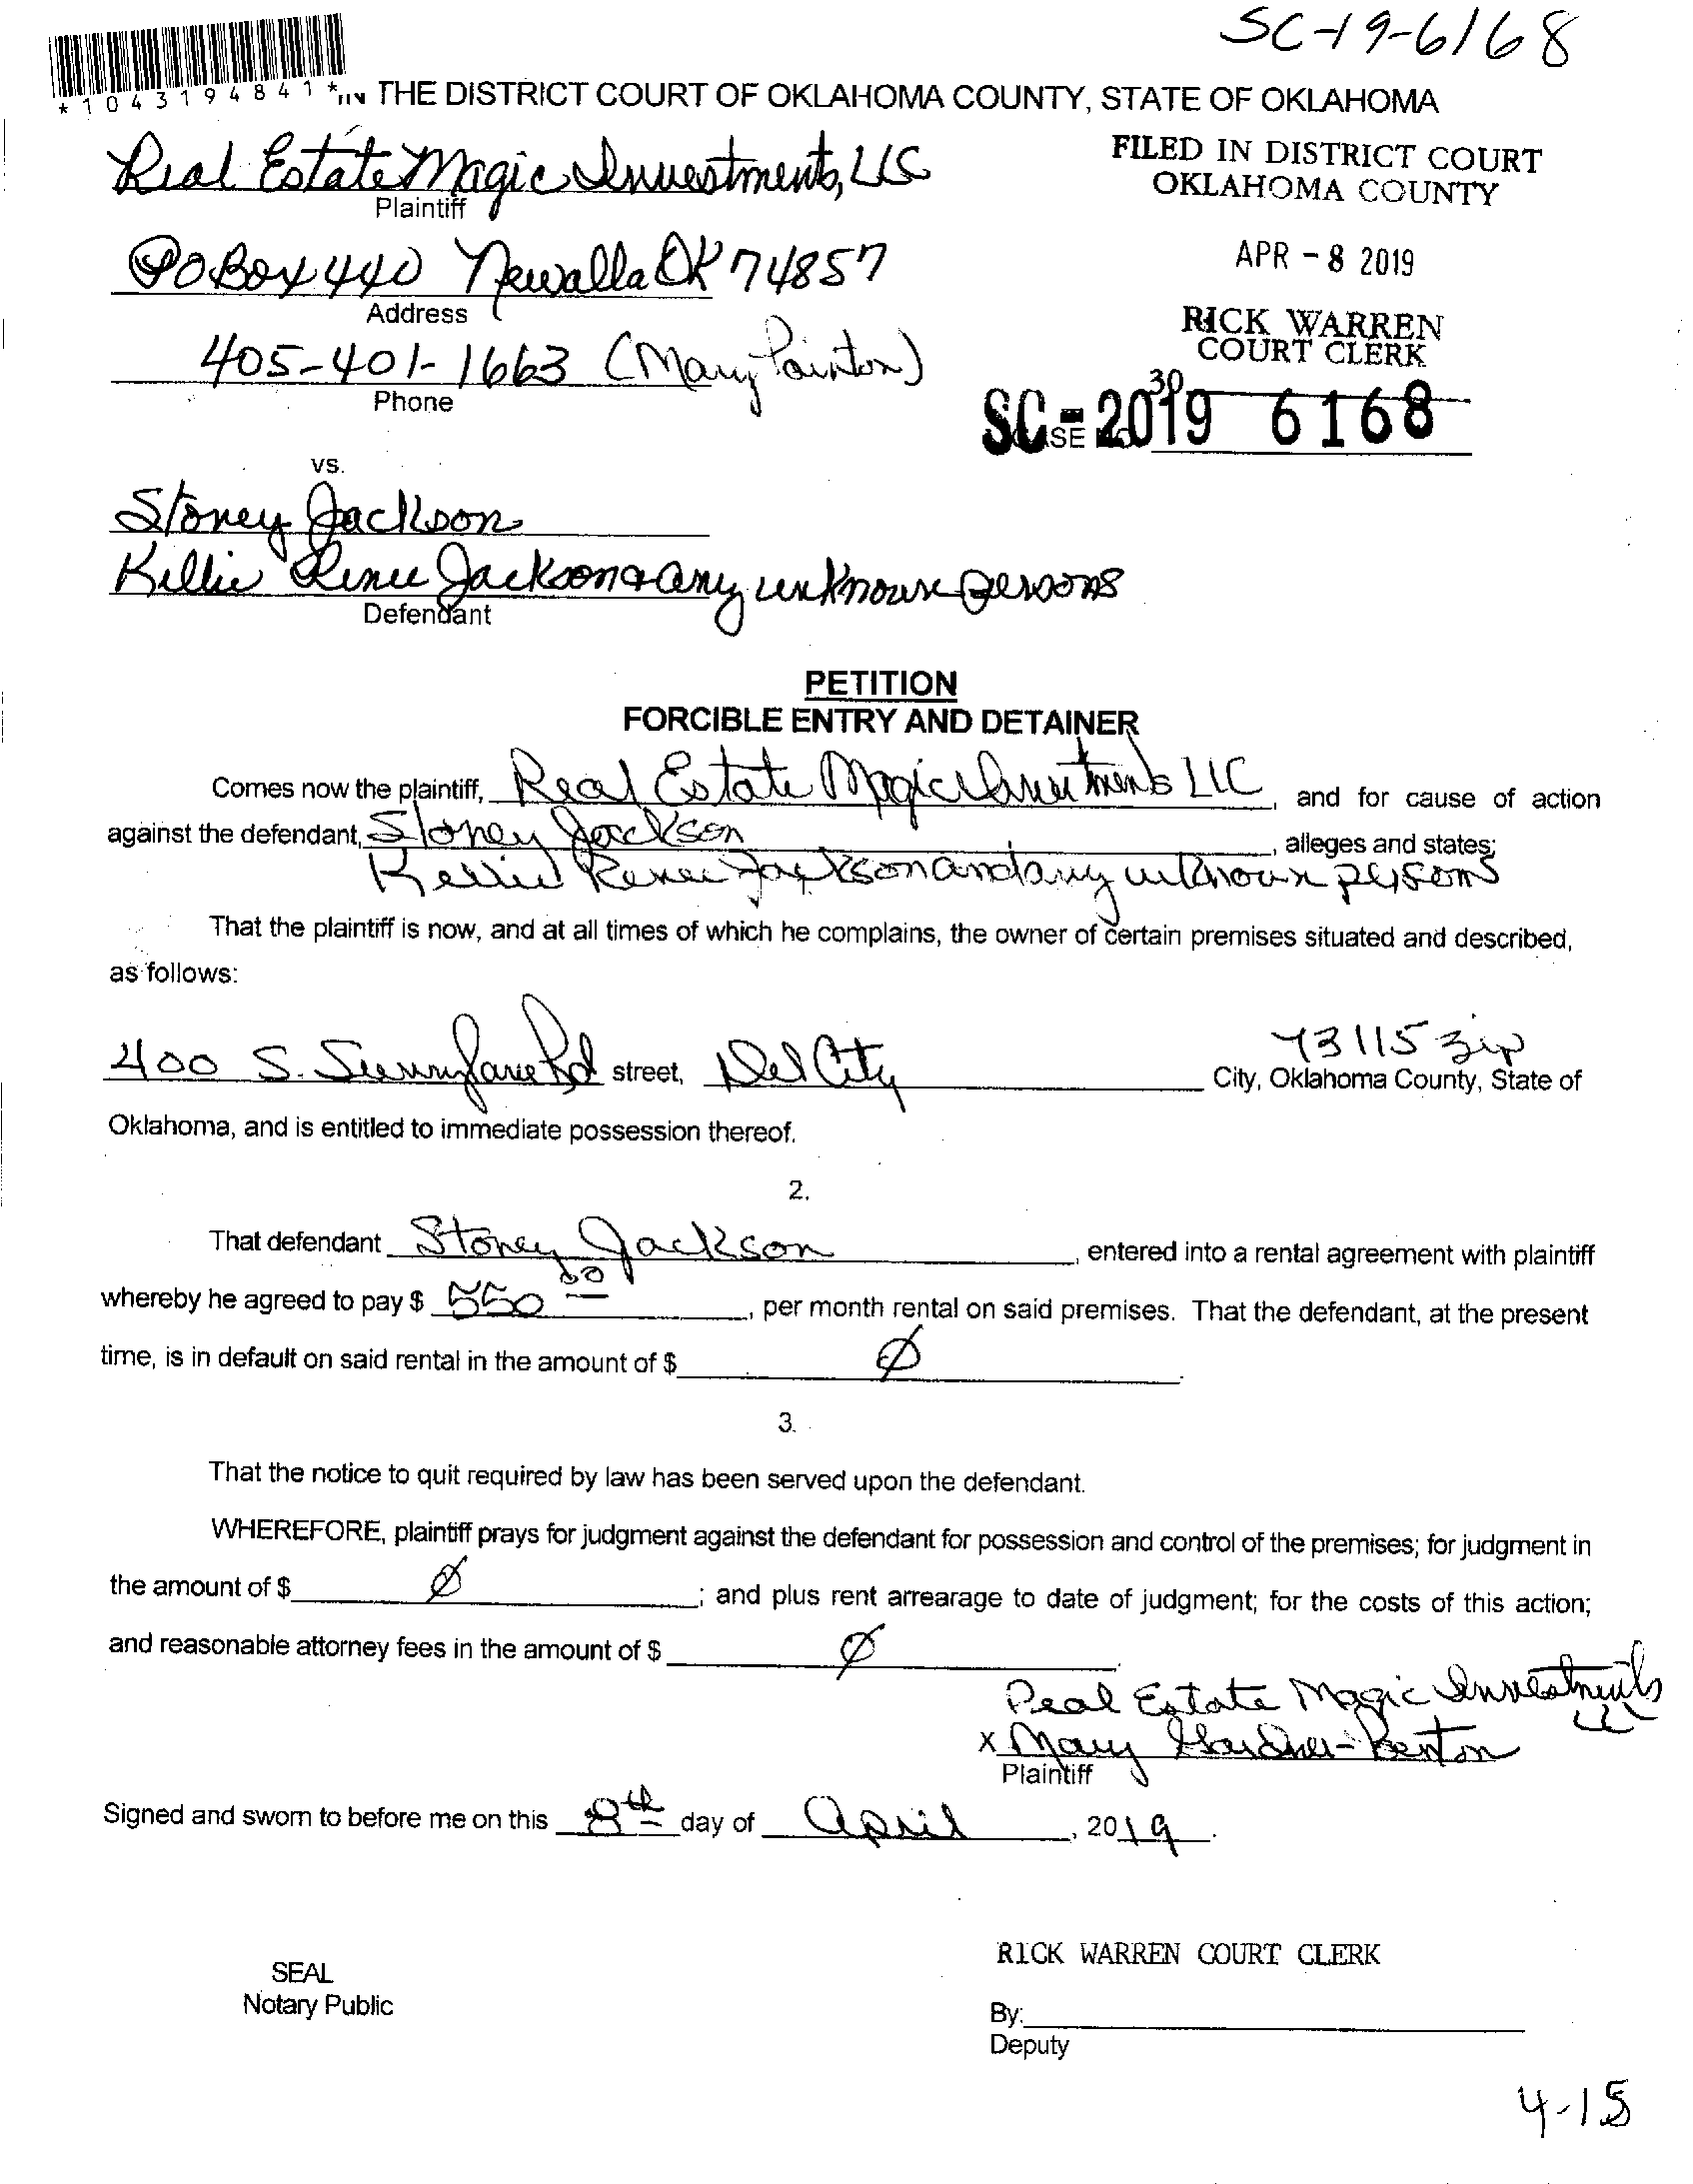 SC-19-6168
*1043194841*
IN THE DISTRICT COURT OF OKLAHOMA COUNTY, STATE OF OKLAHOMA
Real Estate Magic Investments, LLC
Plaintiff
FILED IN DISTRICT COURT
OKLAHOMA COUNTY
PO Box 440 Newalla OK 74857
Address
APR - 8 2019
405-401-1663 (Mary
Phone
RICK WARREN
COURT CLERK
30
SC-2019 6168
vs.
Stoney Jackson
Kellie Renee Jackson & any unknown persons
Defendant
PETITION
FORCIBLE ENTRY AND DETAINER
Comes now the plaintiff, Real Estate Magic Investments LLC, and for cause of action
against the defendant, Stoney Jackson, alleges and states;
Kellie Renee Jackson and any unknown persons
That the plaintiff is now, and at all times of which he complains, the owner of certain premises situated and described,
as follows:
73115 zip
400 S. Sunnylane Rd street, Del City City, Oklahoma County, State of
Oklahoma, and is entitled to immediate possession thereof.
2.
That defendant Stoney Jackson, entered into a rental agreement with plaintiff
whereby he agreed to pay $ 550 00, per month rental on said premises. That the defendant, at the present
time, is in default on said rental in the amount of $ Ø.
3.
That the notice to quit required by law has been served upon the defendant.
WHEREFORE, plaintiff prays for judgment against the defendant for possession and control of the premises; for judgment in
the amount of $ Ø; and plus rent arrearage to date of judgment; for the costs of this action;
and reasonable attorney fees in the amount of $ Ø.
Real Estate Magic Investments
LLC
x Mary
Plaintiff
Signed and sworn to before me on this 8th day of April, 2019.
SEAL
Notary Public
RICK WARREN COURT CLERK
By:
Deputy
4-15